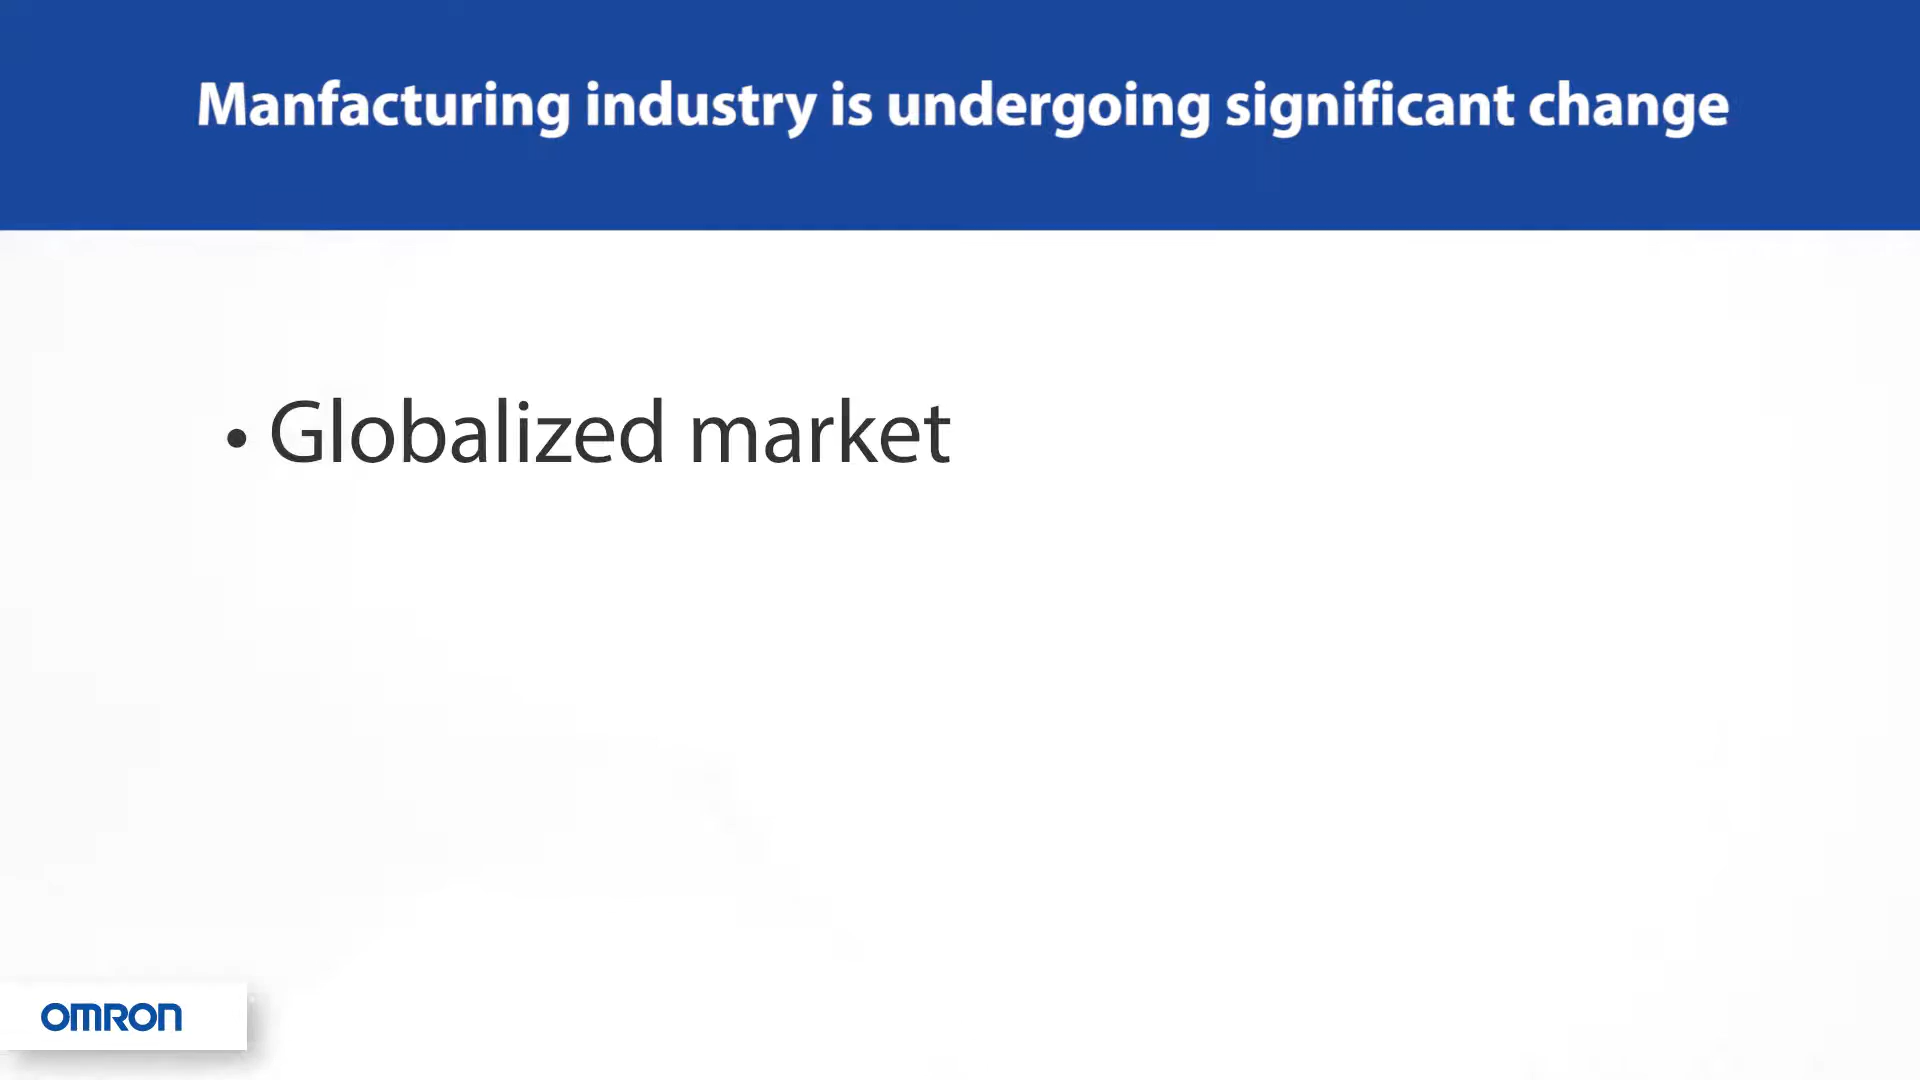 Manfacturing industry is undergoing significant change
• Globalized market
OMRON